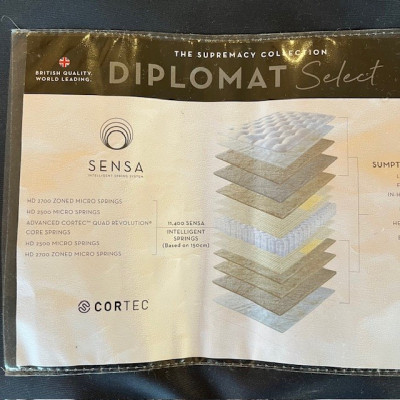 THE SUPREMACY COLLECTION
BRITISH QUALITY.
WORLD LEADING.
DIPLOMAT Select
SENSA
INTELLIGENT SPRING SYSTEM
HD 2700 ZONED MICRO SPRINGS
HD 2500 MICRO SPRINGS
ADVANCED CORTEC™ QUAD REVOLUTION®
CORE SPRINGS
HD 2500 MICRO SPRINGS
HD 2700 ZONED MICRO SPRINGS
11,400 SENSA
INTELLIGENT
SPRINGS
(Based on 150cm)
CORTEC
SUMPT